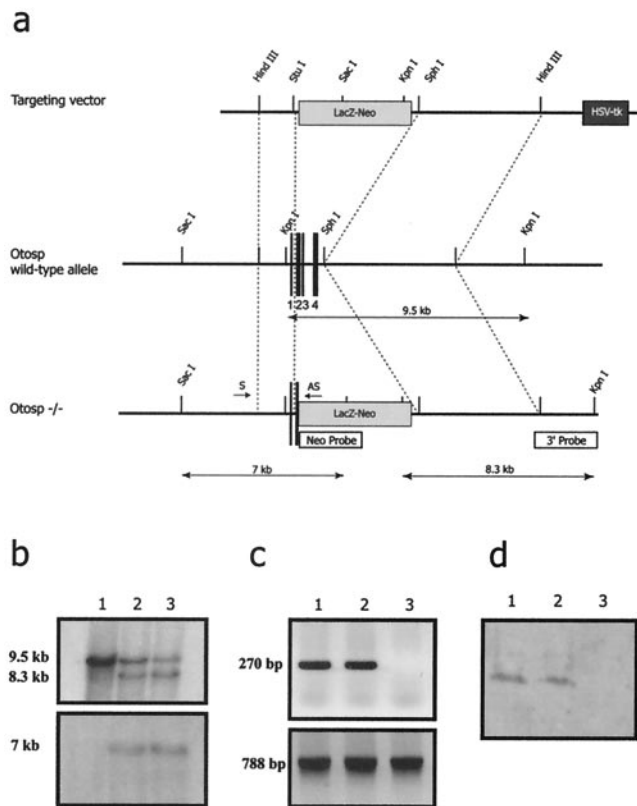 a
Hind III Stu I Sac I Kpn I Sph I Hind III
Targeting vector
LacZ-Neo
HSV-tk
Sac I Kpn I Sph I Kpn I
Otosp
wild-type allele
1 2 3 4
9.5 kb
Sac I Kpn I
S AS
Otosp -/-
LacZ-Neo
Neo Probe
3' Probe
7 kb
8.3 kb
b
1 2 3
9.5 kb
8.3 kb
7 kb
c
1 2 3
270 bp
788 bp
d
1 2 3